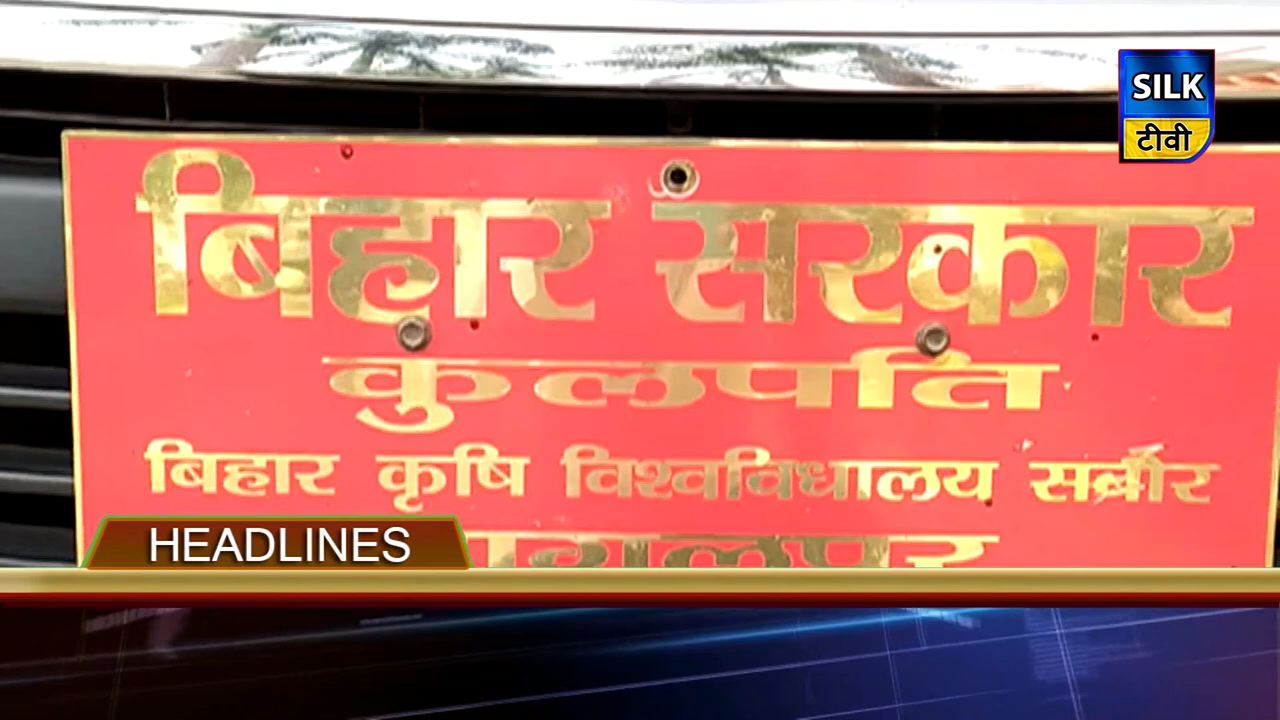 SILK
टीवी
बिहार सरकार
कुलपति
बिहार कृषि विश्वविधालय सबौर
HEADLINES